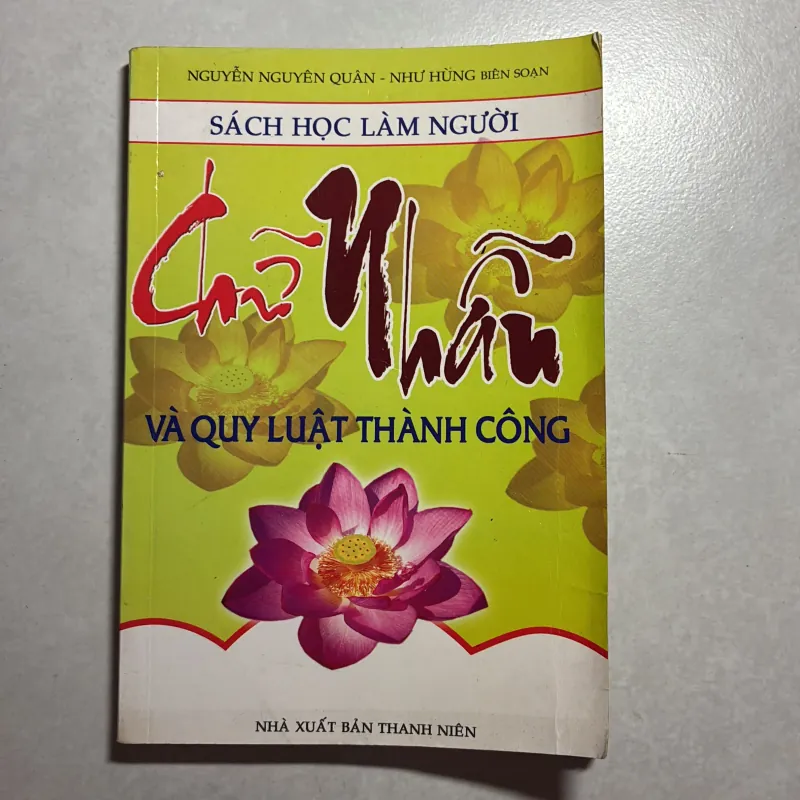 NGUYỄN NGUYÊN QUÂN - NHƯ HÙNG BIÊN SOẠN
SÁCH HỌC LÀM NGƯỜI
Chữ Nhẫn
VÀ QUY LUẬT THÀNH CÔNG
NHÀ XUẤT BẢN THANH NIÊN